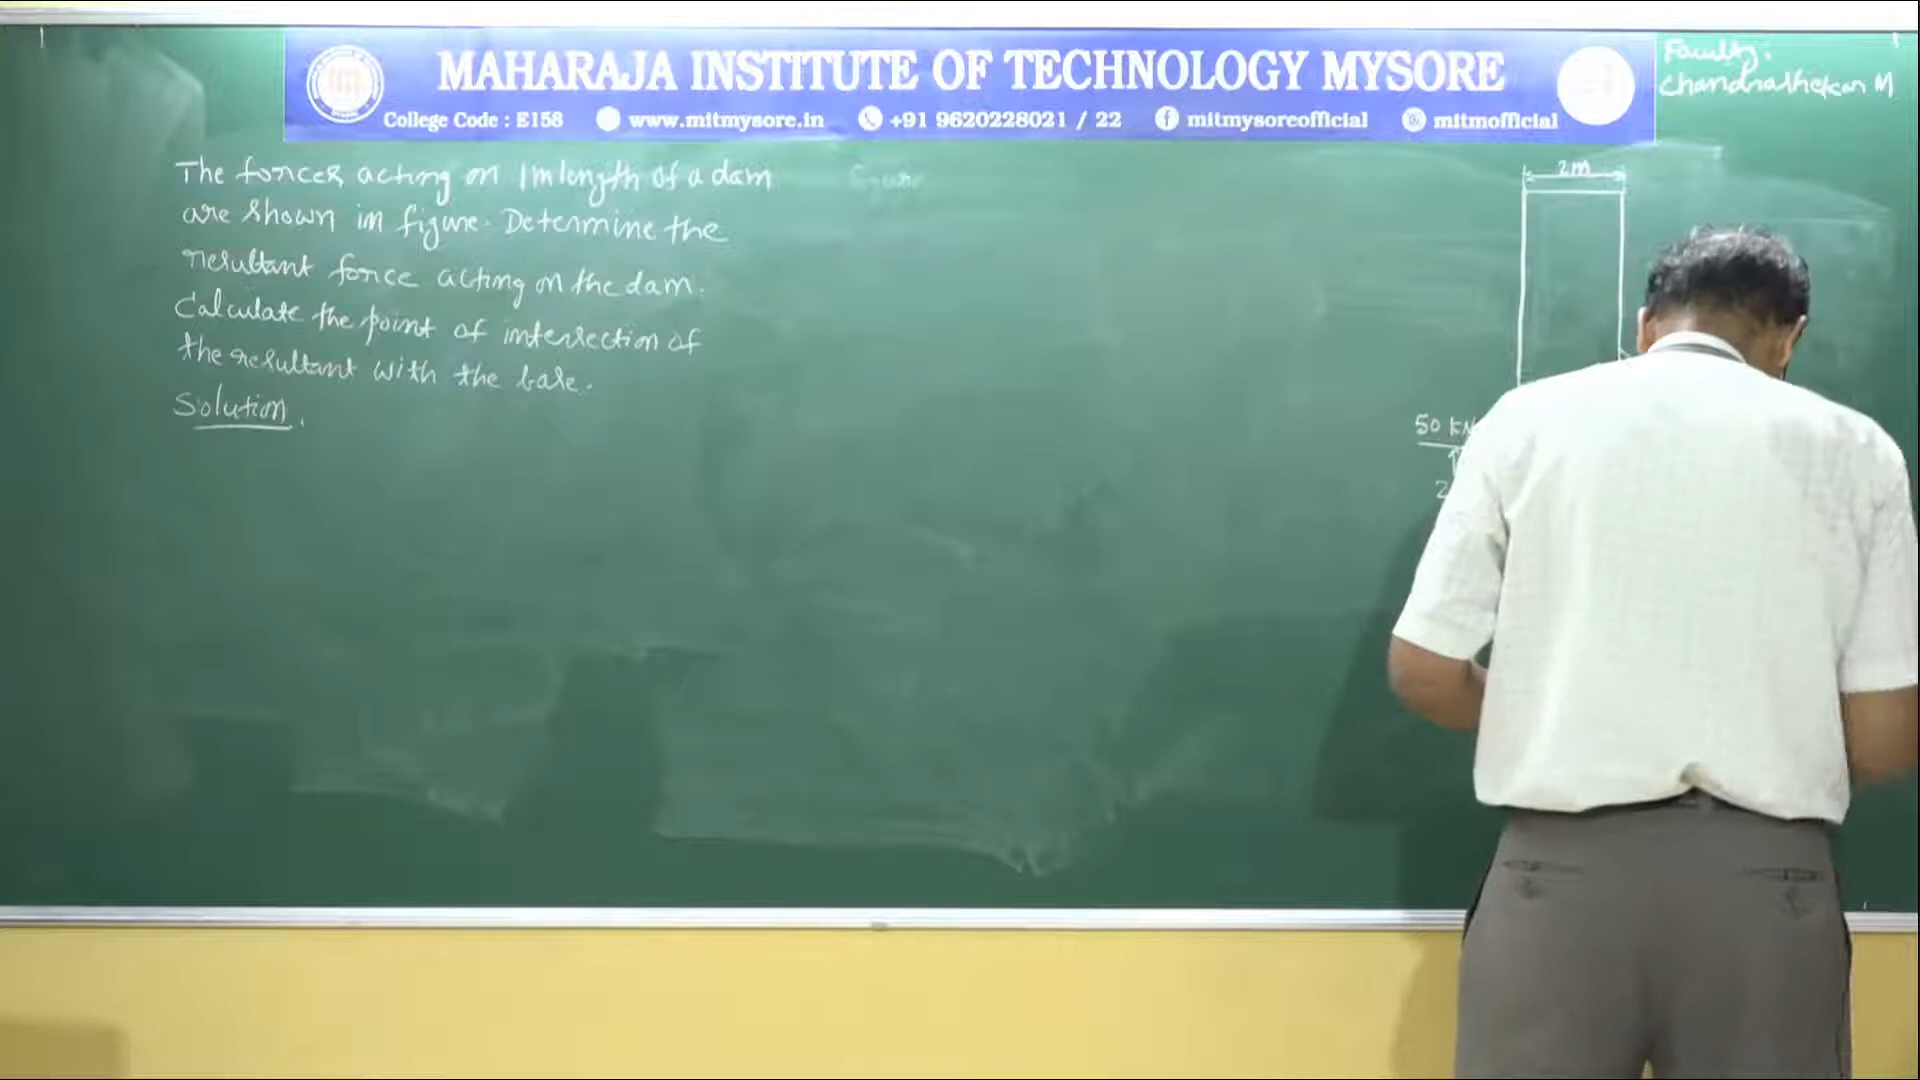 MAHARAJA INSTITUTE OF TECHNOLOGY MYSORE
College Code : E158 www.mitmysore.in +91 9620228021 / 22 mitmysoreofficial mitmofficial
Faculty:
Chandrashekar M
The forces acting on 1m length of a dam
are shown in figure. Determine the
resultant force acting on the dam.
Calculate the point of intersection of
the resultant with the base.
Solution.
figure
2m
50 kN
2